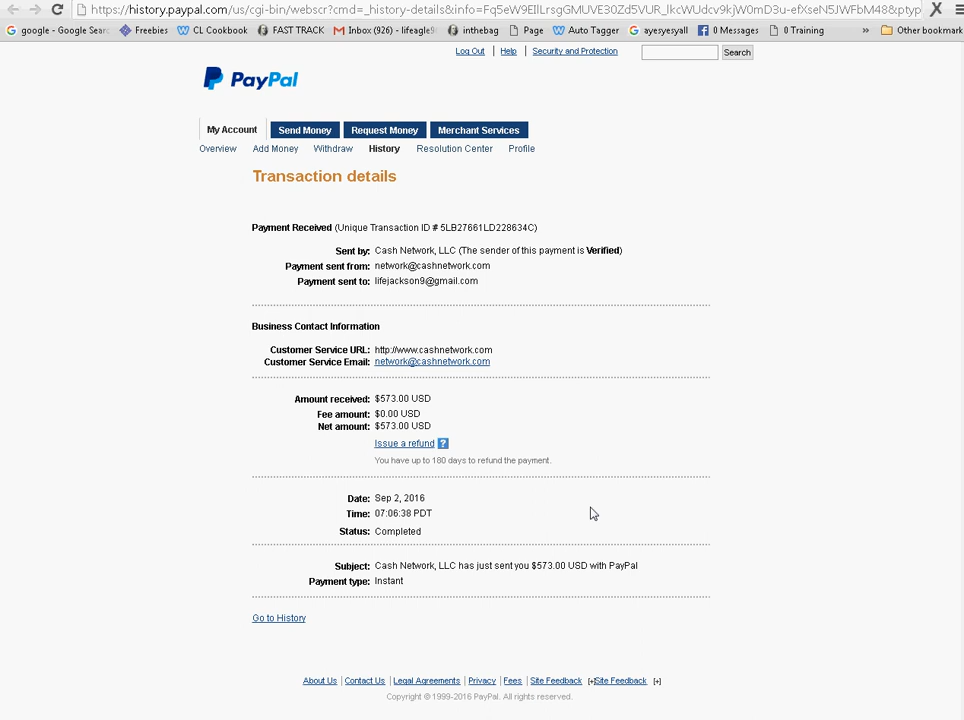 https://history.paypal.com/us/cgi-bin/webscr?cmd=_history-details&info=
google - Google Sear Freebies CL Cookbook FAST TRACK Inbox (926) - lifeagle9 inthebag Page Auto Tagger ayesyesyall 0 Messages 0 Training » Other bookmark
Log Out | Help | Security and Protection Search
PayPal
My Account Send Money Request Money Merchant Services
Overview Add Money Withdraw History Resolution Center Profile
Transaction details
Payment Received (Unique Transaction ID # 5LB27661LD228634C)
Sent by: Cash Network, LLC (The sender of this payment is Verified)
Payment sent from: network@cashnetwork.com
Payment sent to: lifejackson9@gmail.com
Business Contact Information
Customer Service URL: http://www.cashnetwork.com
Customer Service Email: network@cashnetwork.com
Amount received: $573.00 USD
Fee amount: $0.00 USD
Net amount: $573.00 USD
Issue a refund ?
You have up to 180 days to refund the payment.
Date: Sep 2, 2016
Time: 07:06:38 PDT
Status: Completed
Subject: Cash Network, LLC has just sent you $573.00 USD with PayPal
Payment type: Instant
Go to History
About Us | Contact Us | Legal Agreements | Privacy | Fees | Site Feedback [+] Site Feedback [+]
Copyright © 1999-2016 PayPal. All rights reserved.